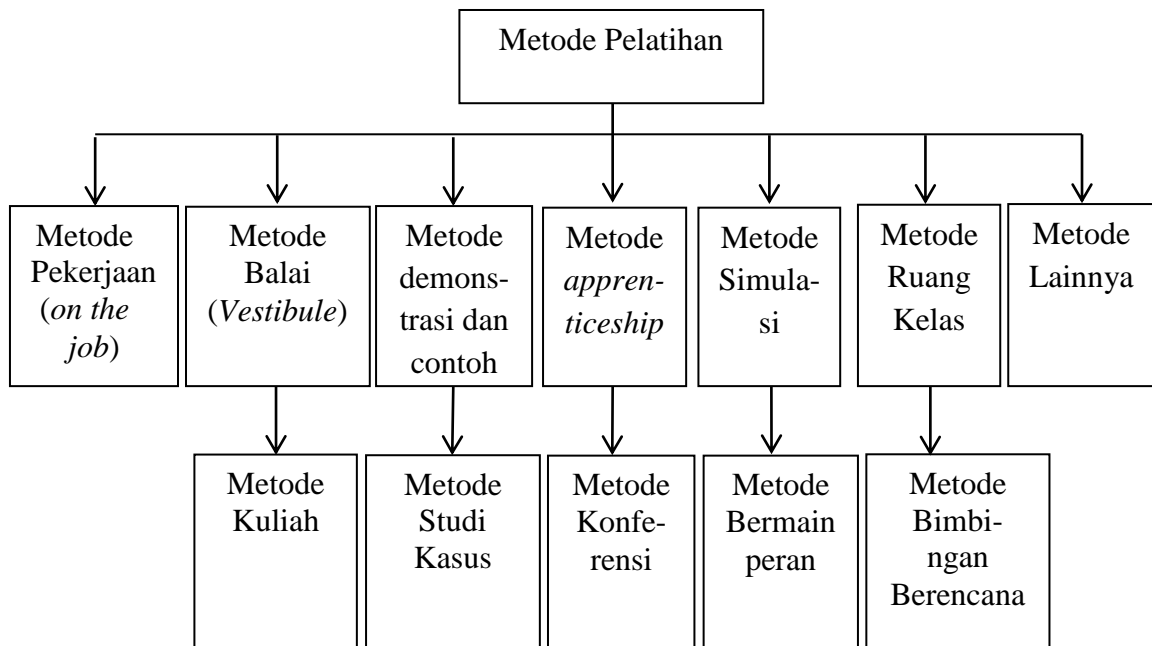 Metode Pelatihan
Metode
Pekerjaan
(on the
job)
Metode
Balai
(Vestibule)
Metode
demons-
trasi dan
contoh
Metode
appren-
ticeship
Metode
Simula-
si
Metode
Ruang
Kelas
Metode
Lainnya
Metode
Kuliah
Metode
Studi
Kasus
Metode
Konfe-
rensi
Metode
Bermain
peran
Metode
Bimbi-
ngan
Berencana